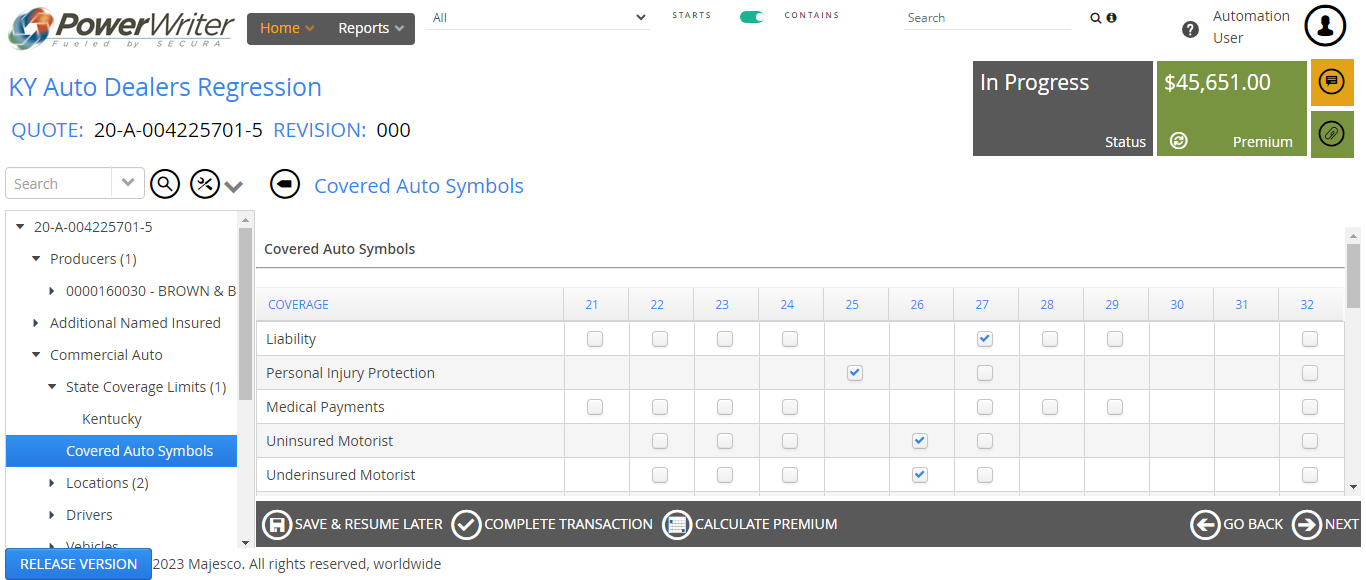 PowerWriter
Fueled by SECURA
Home
Reports
All
STARTS
CONTAINS
Search
Automation
User
KY Auto Dealers Regression
QUOTE: 20-A-004225701-5 REVISION: 000
In Progress
Status
$45,651.00
Premium
Search
Covered Auto Symbols
20-A-004225701-5
Producers (1)
0000160030 - BROWN & B
Additional Named Insured
Commercial Auto
State Coverage Limits (1)
Kentucky
Covered Auto Symbols
Locations (2)
Drivers
Vehicles
Covered Auto Symbols
COVERAGE 21 22 23 24 25 26 27 28 29 30 31 32
Liability
Personal Injury Protection
Medical Payments
Uninsured Motorist
Underinsured Motorist
SAVE & RESUME LATER COMPLETE TRANSACTION CALCULATE PREMIUM GO BACK NEXT
RELEASE VERSION 2023 Majesco. All rights reserved, worldwide